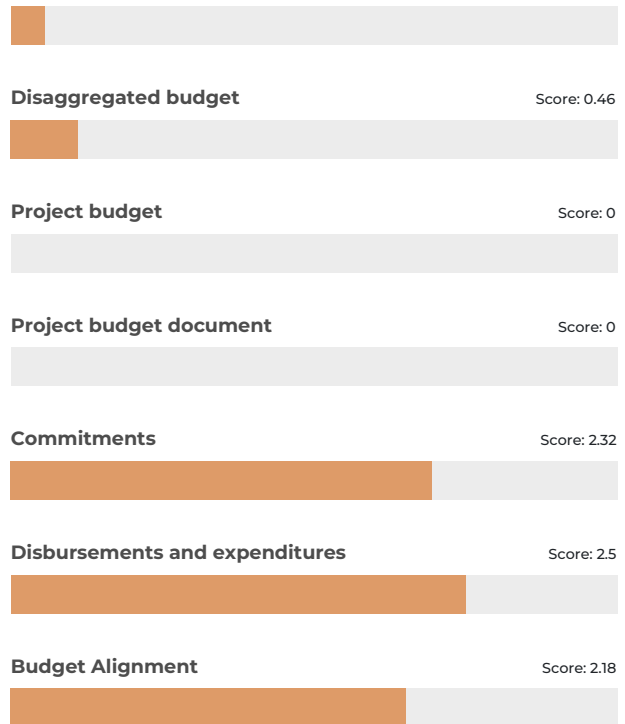 Disaggregated budget Score: 0.46
Project budget Score: 0
Project budget document Score: 0
Commitments Score: 2.32
Disbursements and expenditures Score: 2.5
Budget Alignment Score: 2.18